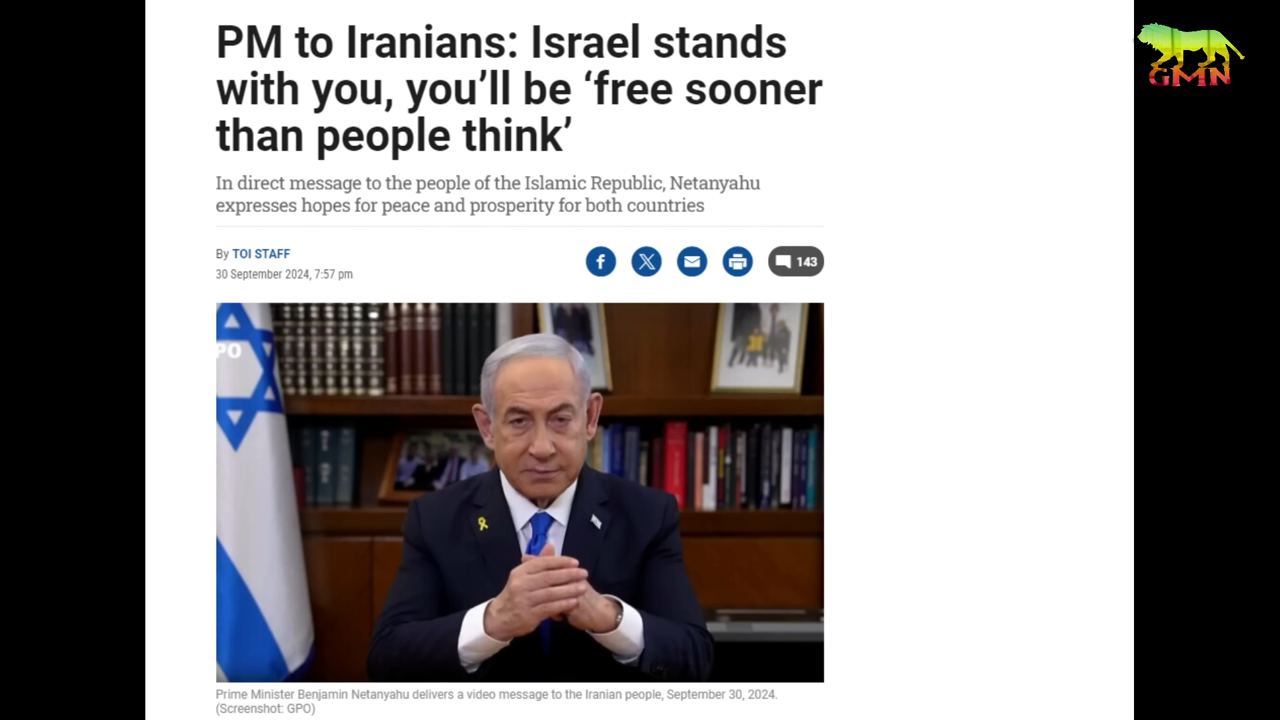 PM to Iranians: Israel stands
with you, you’ll be ‘free sooner
than people think’
In direct message to the people of the Islamic Republic, Netanyahu
expresses hopes for peace and prosperity for both countries
By TOI STAFF
30 September 2024, 7:57 pm
143
PO
Prime Minister Benjamin Netanyahu delivers a video message to the Iranian people, September 30, 2024.
(Screenshot: GPO)
GMN